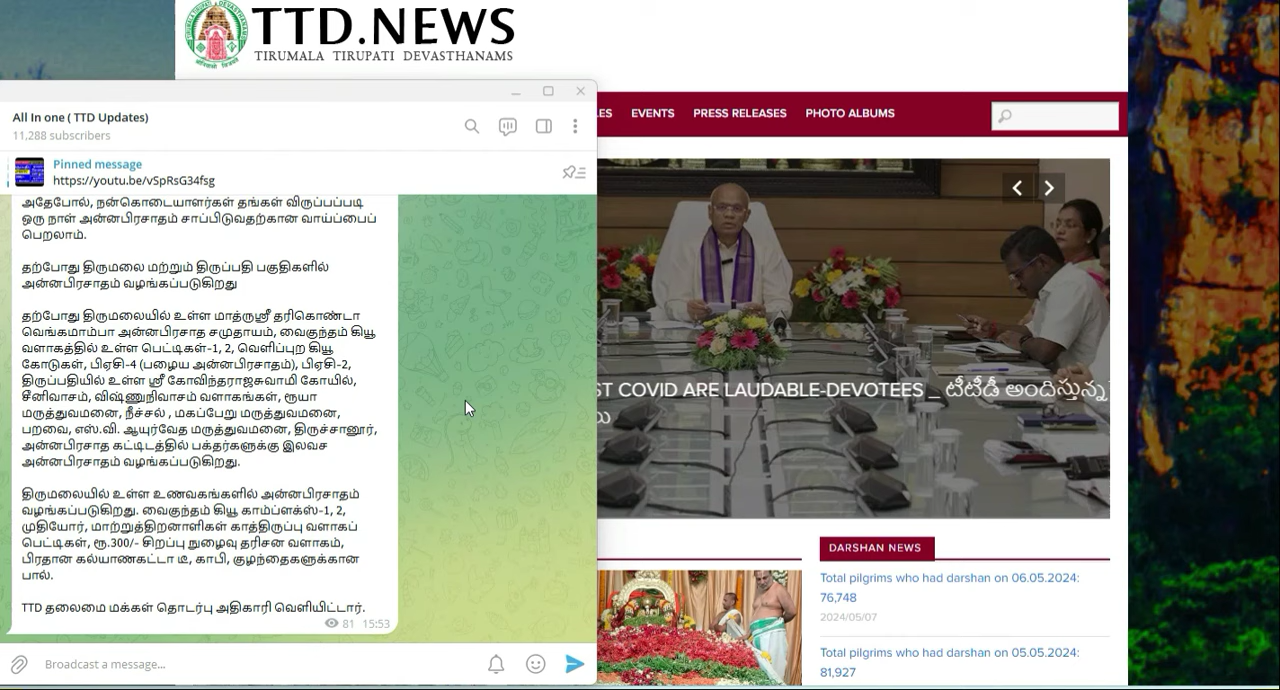 TTD.NEWS
TIRUMALA TIRUPATI DEVASTHANAMS
EVENTS
PRESS RELEASES
PHOTO ALBUMS
All In one ( TTD Updates)
11,288 subscribers
Pinned message
https://youtu.be/vSpRsG34fsg
அதேபோல், நன்கொடையாளர்கள் தங்கள் விருப்பப்படி
ஒரு நாள் அன்னபிரசாதம் சாப்பிடுவதற்கான வாய்ப்பைப்
பெறலாம்.
தற்போது திருமலை மற்றும் திருப்பதி பகுதிகளில்
அன்னபிரசாதம் வழங்கப்படுகிறது
தற்போது திருமலையில் உள்ள மாத்ருஸ்ரீ தரிகொண்டா
வெங்கமாம்பா அன்னபிரசாத சமுதாயம், வைகுந்தம் கியூ
வளாகத்தில் உள்ள பெட்டிகள்-1, 2, வெளிப்புற கியூ
கோடுகள், பிஏசி-4 (பழைய அன்னபிரசாதம்), பிஏசி-2,
திருப்பதியில் உள்ள ஸ்ரீ கோவிந்தராஜசுவாமி கோயில்,
சீனிவாசம், விஷ்ணுநிவாசம் வளாகங்கள், ரூயா
மருத்துவமனை, நீச்சல் , மகப்பேறு மருத்துவமனை,
பறவை, எஸ்.வி. ஆயுர்வேத மருத்துவமனை, திருச்சானூர்,
அன்னபிரசாத கட்டிடத்தில் பக்தர்களுக்கு இலவச
அன்னபிரசாதம் வழங்கப்படுகிறது.
திருமலையில் உள்ள உணவகங்களில் அன்னபிரசாதம்
வழங்கப்படுகிறது. வைகுந்தம் கியூ காம்ப்ளக்ஸ்-1, 2,
முதியோர், மாற்றுத்திறனாளிகள் காத்திருப்பு வளாகப்
பெட்டிகள், ரூ.300/- சிறப்பு நுழைவு தரிசன வளாகம்,
பிரதான கல்யாணகட்டா டீ, காபி, குழந்தைகளுக்கான
பால்.
TTD தலைமை மக்கள் தொடர்பு அதிகாரி வெளியிட்டார்.
81 15:53
Broadcast a message...
ST COVID ARE LAUDABLE-DEVOTEES _ టీటీడీ అందిస్తున్న
DARSHAN NEWS
Total pilgrims who had darshan on 06.05.2024:
76,748
2024/05/07
Total pilgrims who had darshan on 05.05.2024:
81,927